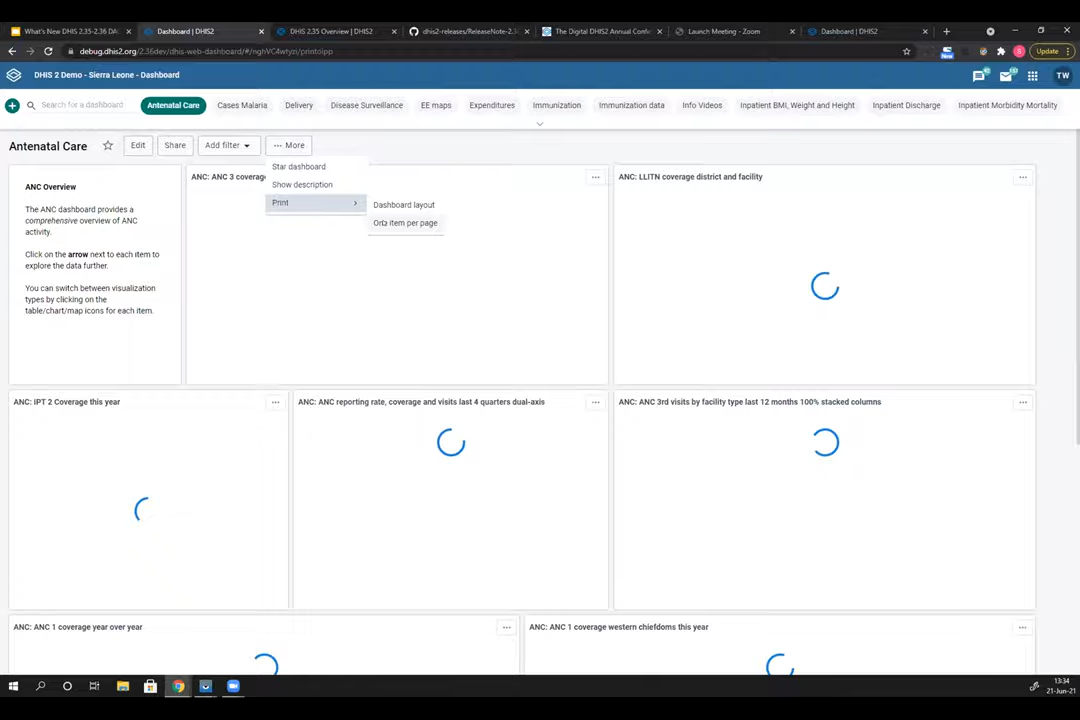 What's New DHIS 2.35-2.36 DA
Dashboard | DHIS2
DHIS 2.35 Overview | DHIS2
dhis2-releases/ReleaseNote-2.3
The Digital DHIS2 Annual Confe
Launch Meeting - Zoom
Dashboard | DHIS2
debug.dhis2.org/2.36dev/dhis-web-dashboard/#/nghVC4wtyzi/printoipp
New
S
Update
DHIS 2 Demo - Sierra Leone - Dashboard
TW
Search for a dashboard
Antenatal Care
Cases Malaria
Delivery
Disease Surveillance
EE maps
Expenditures
Immunization
Immunization data
Info Videos
Inpatient BMI, Weight and Height
Inpatient Discharge
Inpatient Morbidity Mortality
Antenatal Care
Edit
Share
Add filter
More
Star dashboard
Show description
Print
Dashboard layout
One item per page
ANC Overview
The ANC dashboard provides a
comprehensive overview of ANC
activity.
Click on the arrow next to each item to
explore the data further.
You can switch between visualization
types by clicking on the
table/chart/map icons for each item.
ANC: ANC 3 coverag
ANC: LLITN coverage district and facility
ANC: IPT 2 Coverage this year
ANC: ANC reporting rate, coverage and visits last 4 quarters dual-axis
ANC: ANC 3rd visits by facility type last 12 months 100% stacked columns
ANC: ANC 1 coverage year over year
ANC: ANC 1 coverage western chiefdoms this year
13:34
21-Jun-21